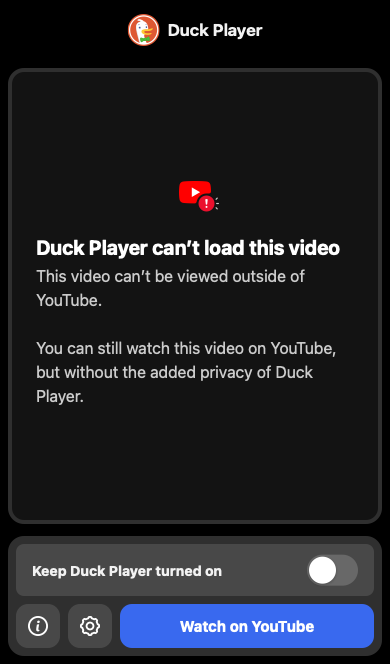 Duck Player
Duck Player can’t load this video
This video can’t be viewed outside of
YouTube.
You can still watch this video on YouTube,
but without the added privacy of Duck
Player.
Keep Duck Player turned on
Watch on YouTube